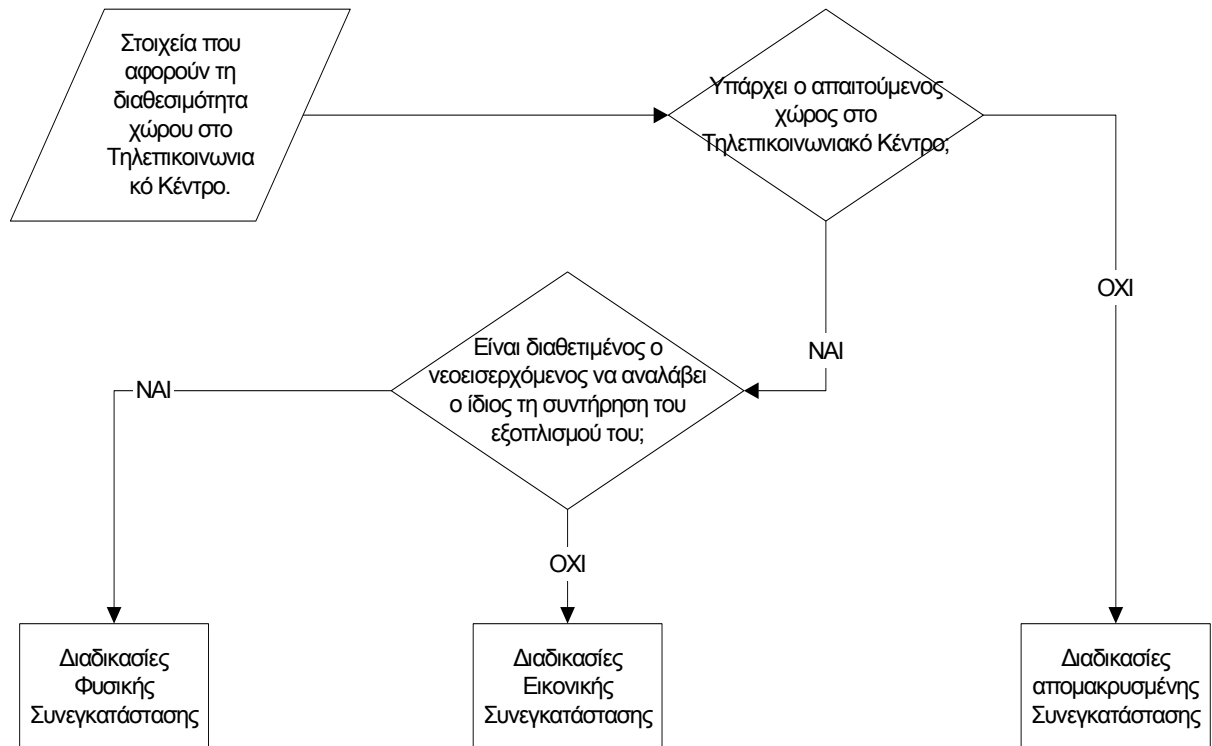 Στοιχεία που
αφορούν τη
διαθεσιμότητα
χώρου στο
Τηλεπικοινωνια
κό Κέντρο.
Υπάρχει ο απαιτούμενος
χώρος στο
Τηλεπικοινωνιακό Κέντρο;
ΟΧΙ
ΝΑΙ
Είναι διαθετιμένος ο
νεοεισερχόμενος να αναλάβει
ο ίδιος τη συντήρηση του
εξοπλισμού του;
ΝΑΙ
ΟΧΙ
Διαδικασίες
Φυσικής
Συνεγκατάστασης
Διαδικασίες
Εικονικής
Συνεγκατάστασης
Διαδικασίες
απομακρυσμένης
Συνεγκατάστασης